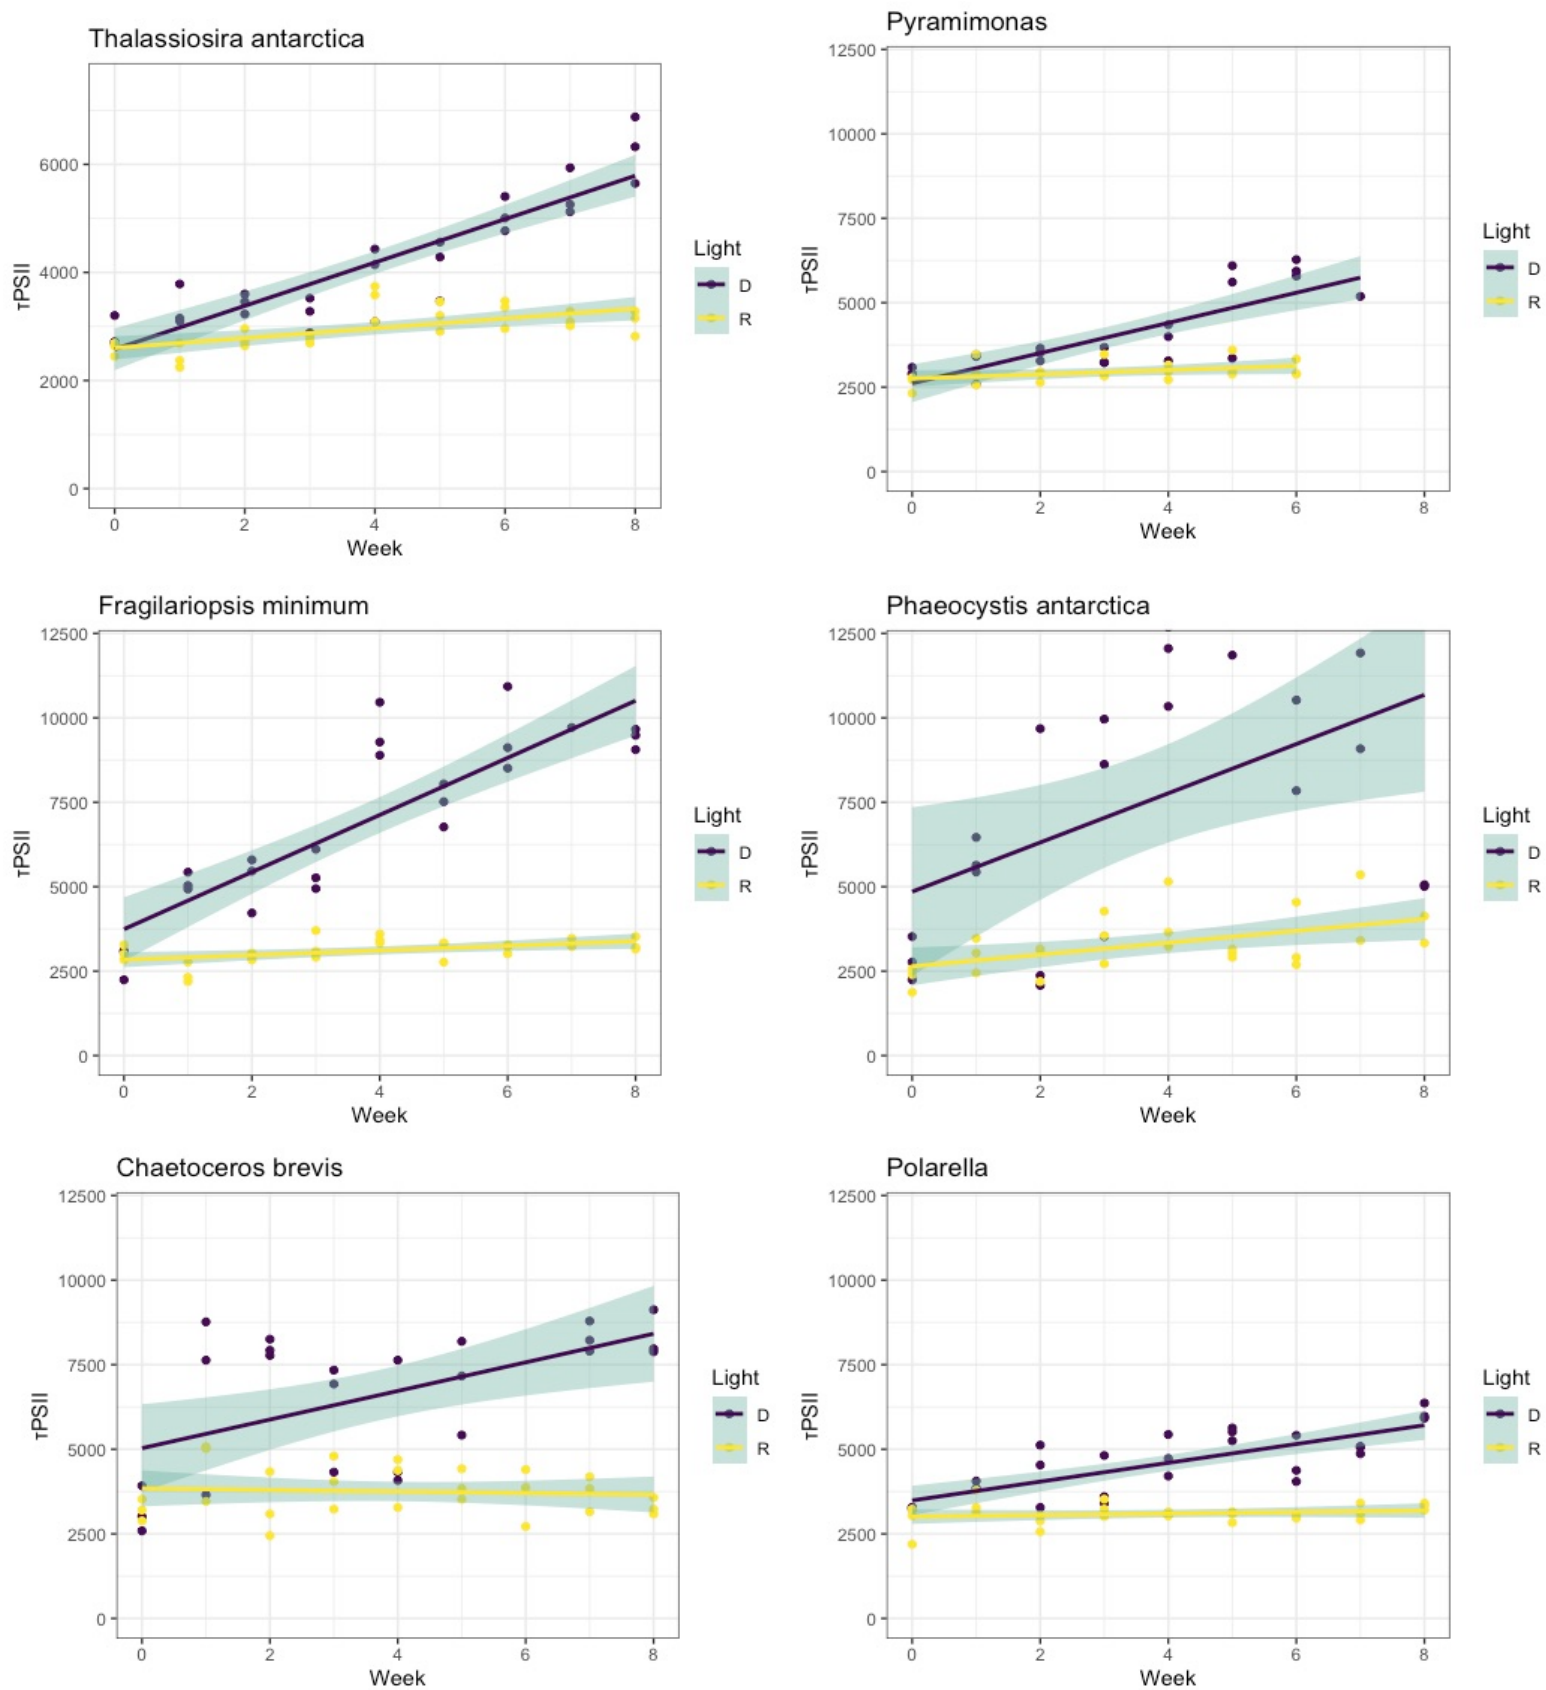 Thalassiosira antarctica
6000
4000
2000
0
τPSII
0 2 4 6 8
Week
Light
D
R
Pyramimonas
12500
10000
7500
5000
2500
0
τPSII
0 2 4 6 8
Week
Light
D
R
Fragilariopsis minimum
12500
10000
7500
5000
2500
0
τPSII
0 2 4 6 8
Week
Light
D
R
Phaeocystis antarctica
12500
10000
7500
5000
2500
0
τPSII
0 2 4 6 8
Week
Light
D
R
Chaetoceros brevis
12500
10000
7500
5000
2500
0
τPSII
0 2 4 6 8
Week
Light
D
R
Polarella
12500
10000
7500
5000
2500
0
τPSII
0 2 4 6 8
Week
Light
D
R